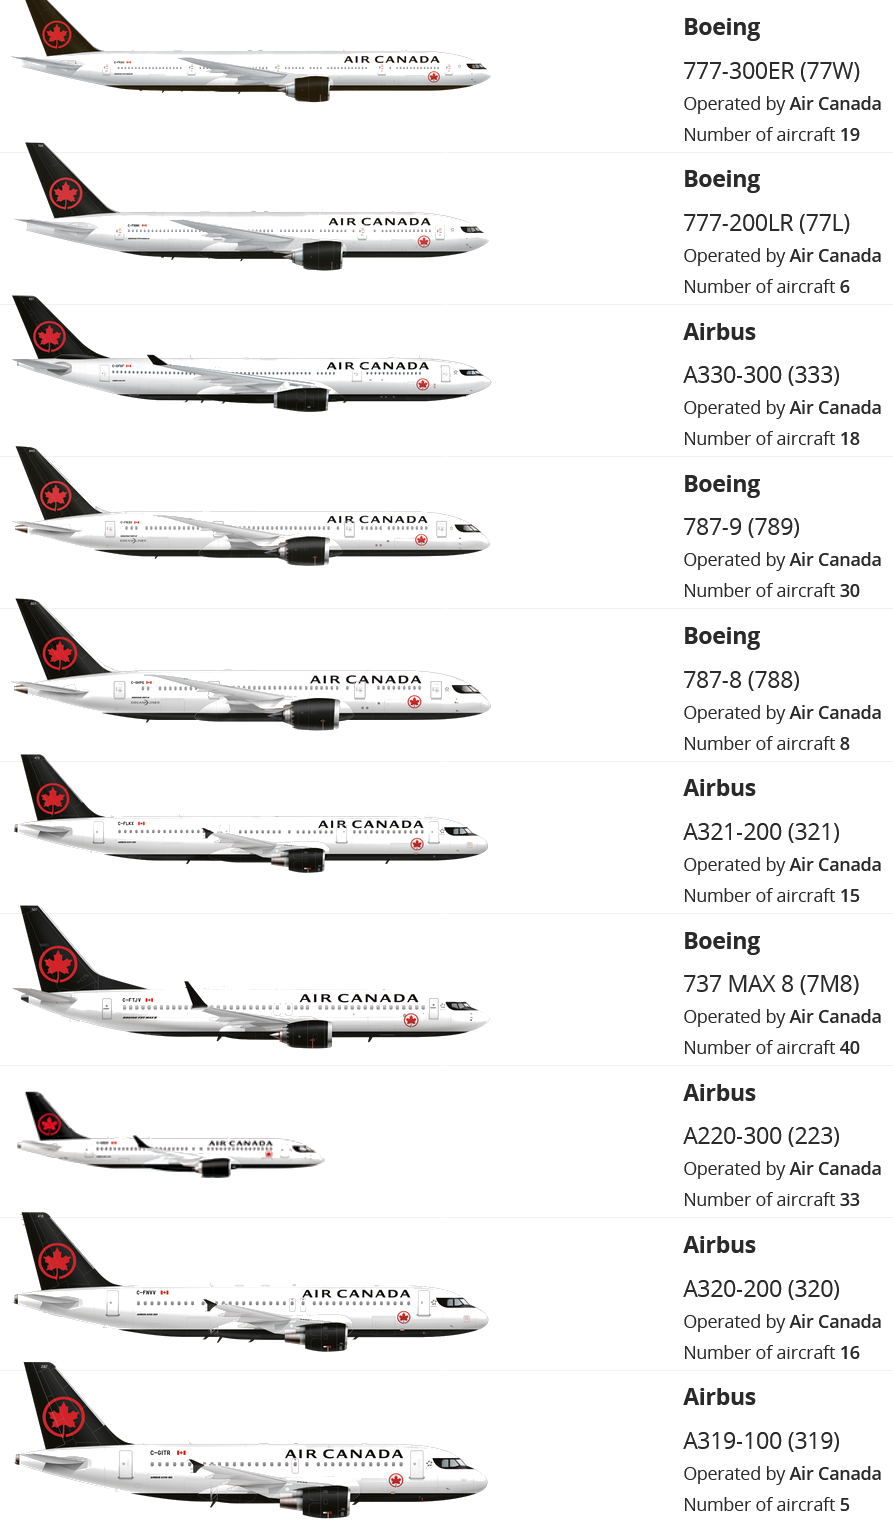 AIR CANADA
Boeing
777-300ER (77W)
Operated by Air Canada
Number of aircraft 19
AIR CANADA
Boeing
777-200LR (77L)
Operated by Air Canada
Number of aircraft 6
AIR CANADA
Airbus
A330-300 (333)
Operated by Air Canada
Number of aircraft 18
AIR CANADA
Boeing
787-9 (789)
Operated by Air Canada
Number of aircraft 30
AIR CANADA
Boeing
787-8 (788)
Operated by Air Canada
Number of aircraft 8
AIR CANADA
C-FLKX
Airbus
A321-200 (321)
Operated by Air Canada
Number of aircraft 15
AIR CANADA
C-FTJV
Boeing
737 MAX 8 (7M8)
Operated by Air Canada
Number of aircraft 40
AIR CANADA
Airbus
A220-300 (223)
Operated by Air Canada
Number of aircraft 33
AIR CANADA
C-FNVV
Airbus
A320-200 (320)
Operated by Air Canada
Number of aircraft 16
AIR CANADA
C-GITR
Airbus
A319-100 (319)
Operated by Air Canada
Number of aircraft 5